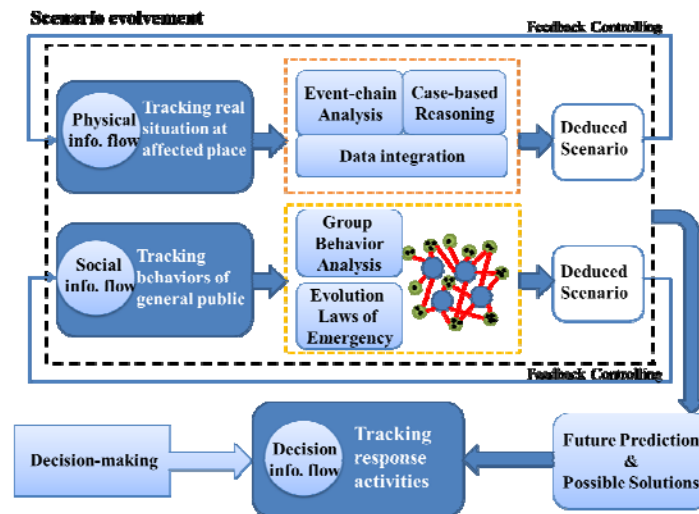 Scenario evolvement
Feedback Controlling
Physical
info. flow
Tracking real
situation at
affected place
Event-chain
Analysis
Case-based
Reasoning
Data integration
Deduced
Scenario
Social
info. flow
Tracking
behaviors of
general public
Group
Behavior
Analysis
Evolution
Laws of
Emergency
Deduced
Scenario
Feedback Controlling
Decision-making
Decision
info. flow
Tracking
response
activities
Future Prediction
&
Possible Solutions